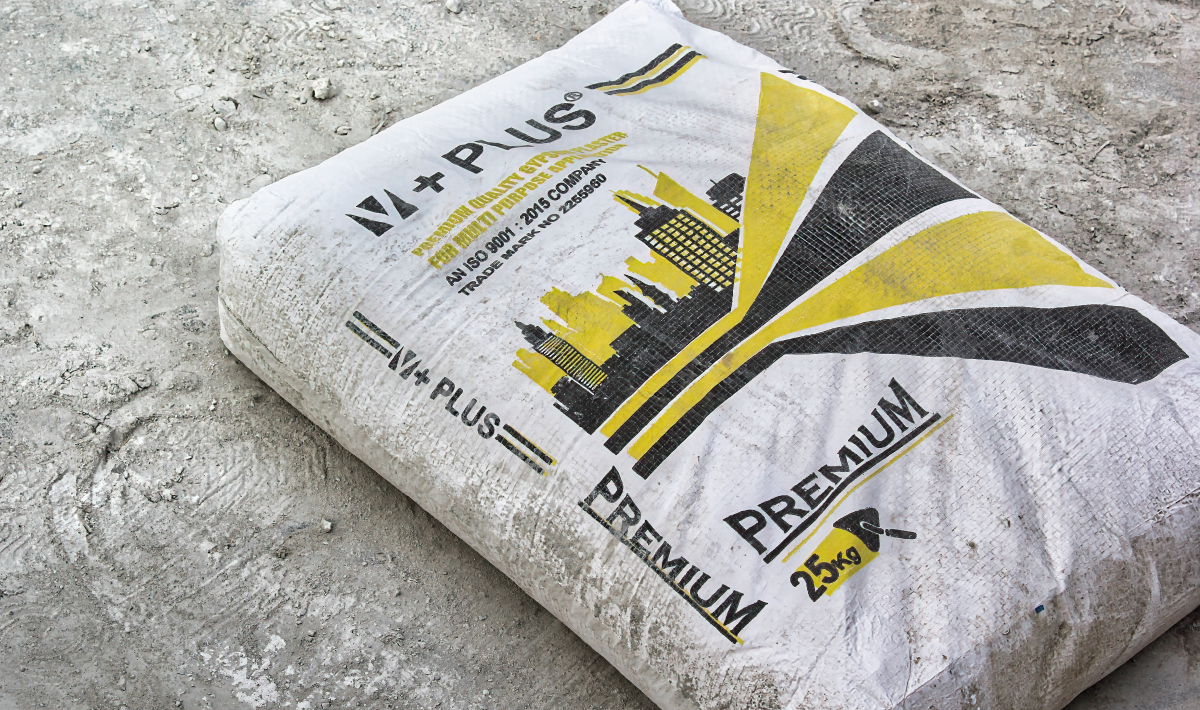 M + PLUS®
PREMIUM QUALITY GYPSUM PLASTER
FOR MULTI PURPOSE APPLICATION
AN ISO 9001 : 2015 COMPANY
TRADE MARK NO 2255960
M + PLUS
PREMIUM
25Kg
PREMIUM